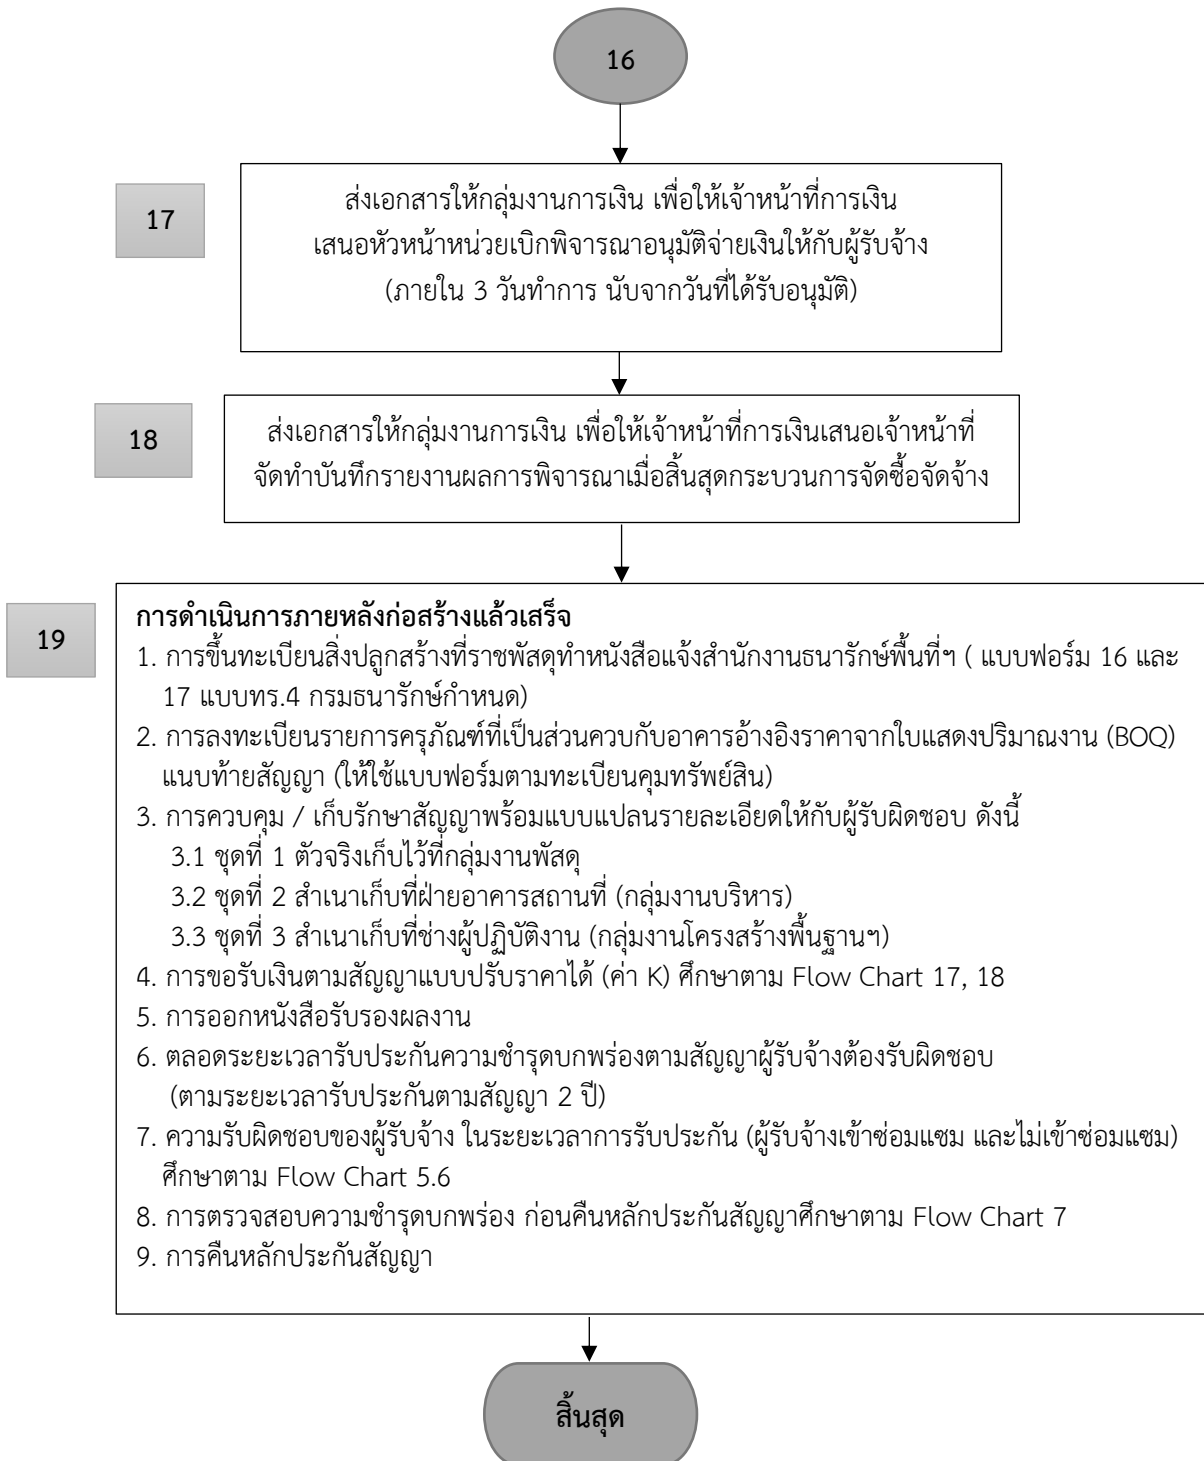 16
17
ส่งเอกสารให้กลุ่มงานการเงิน เพื่อให้เจ้าหน้าที่การเงิน
เสนอหัวหน้าหน่วยเบิกพิจารณาอนุมัติจ่ายเงินให้กับผู้รับจ้าง
(ภายใน 3 วันทำการ นับจากวันที่ได้รับอนุมัติ)
18
ส่งเอกสารให้กลุ่มงานการเงิน เพื่อให้เจ้าหน้าที่การเงินเสนอเจ้าหน้าที่
จัดทำบันทึกรายงานผลการพิจารณาเมื่อสิ้นสุดกระบวนการจัดซื้อจัดจ้าง
19
การดำเนินการภายหลังก่อสร้างแล้วเสร็จ
1. การขึ้นทะเบียนสิ่งปลูกสร้างที่ราชพัสดุทำหนังสือแจ้งสำนักงานธนารักษ์พื้นที่ฯ ( แบบฟอร์ม 16 และ
17 แบบทร.4 กรมธนารักษ์กำหนด)
2. การลงทะเบียนรายการครุภัณฑ์ที่เป็นส่วนควบกับอาคารอ้างอิงราคาจากใบแสดงปริมาณงาน (BOQ)
แนบท้ายสัญญา (ให้ใช้แบบฟอร์มตามทะเบียนคุมทรัพย์สิน)
3. การควบคุม / เก็บรักษาสัญญาพร้อมแบบแปลนรายละเอียดให้กับผู้รับผิดชอบ ดังนี้
3.1 ชุดที่ 1 ตัวจริงเก็บไว้ที่กลุ่มงานพัสดุ
3.2 ชุดที่ 2 สำเนาเก็บที่ฝ่ายอาคารสถานที่ (กลุ่มงานบริหาร)
3.3 ชุดที่ 3 สำเนาเก็บที่ช่างผู้ปฏิบัติงาน (กลุ่มงานโครงสร้างพื้นฐานฯ)
4. การขอรับเงินตามสัญญาแบบปรับราคาได้ (ค่า K) ศึกษาตาม Flow Chart 17, 18
5. การออกหนังสือรับรองผลงาน
6. ตลอดระยะเวลารับประกันความชำรุดบกพร่องตามสัญญาผู้รับจ้างต้องรับผิดชอบ
(ตามระยะเวลารับประกันตามสัญญา 2 ปี)
7. ความรับผิดชอบของผู้รับจ้าง ในระยะเวลาการรับประกัน (ผู้รับจ้างเข้าซ่อมแซม และไม่เข้าซ่อมแซม)
ศึกษาตาม Flow Chart 5.6
8. การตรวจสอบความชำรุดบกพร่อง ก่อนคืนหลักประกันสัญญาศึกษาตาม Flow Chart 7
9. การคืนหลักประกันสัญญา
สิ้นสุด